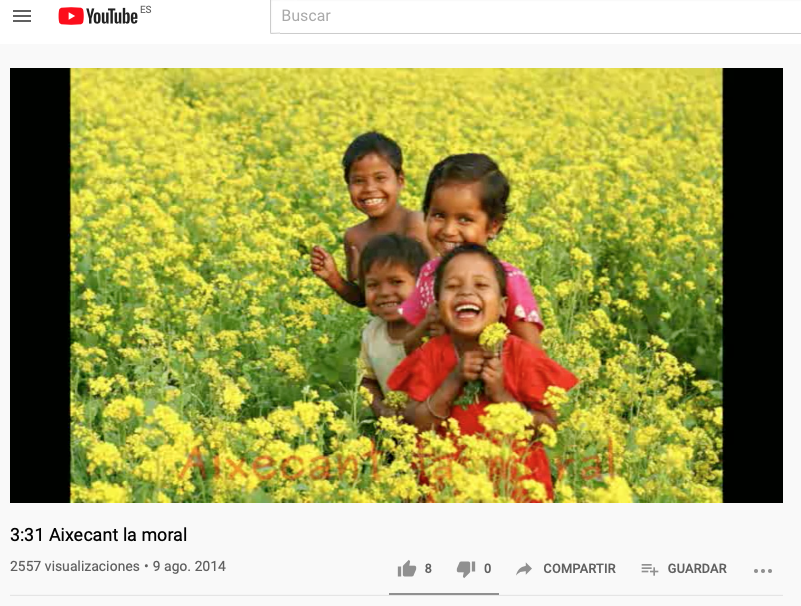 YouTube ES
Buscar
Aixecant la moral
3:31 Aixecant la moral
2557 visualizaciones • 9 ago. 2014
8
0
COMPARTIR
GUARDAR